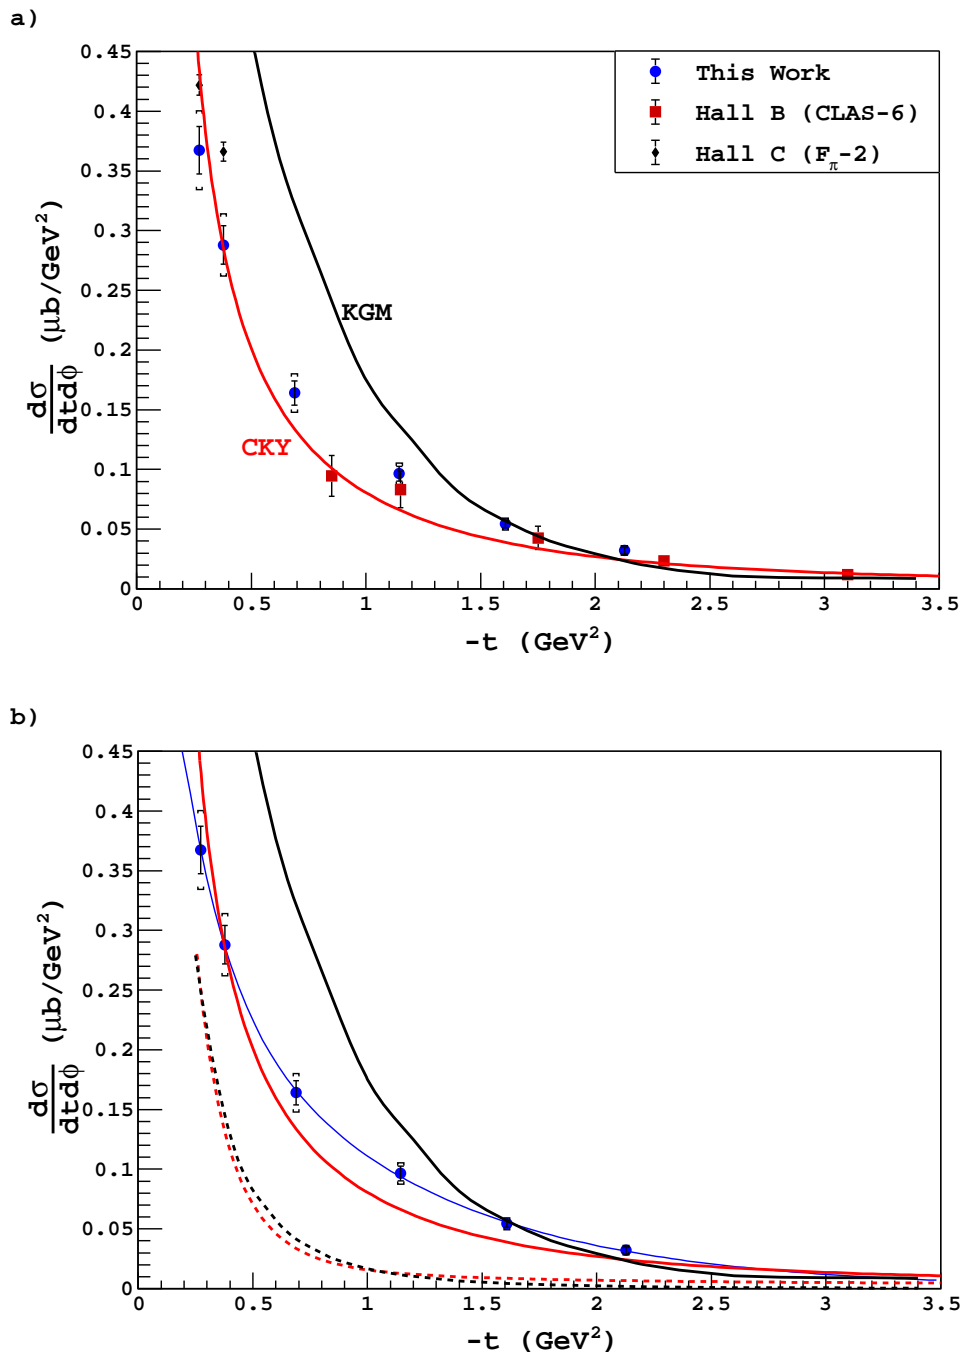 a)
0.45
0.4
0.35
0.3
0.25
0.2
0.15
0.1
0.05
0
dσ
dtdϕ (μb/GeV²)
This Work
Hall B (CLAS-6)
Hall C (Fπ-2)
KGM
CKY
0 0.5 1 1.5 2 2.5 3 3.5
-t (GeV²)
b)
0.45
0.4
0.35
0.3
0.25
0.2
0.15
0.1
0.05
0
dσ
dtdϕ (μb/GeV²)
0 0.5 1 1.5 2 2.5 3 3.5
-t (GeV²)